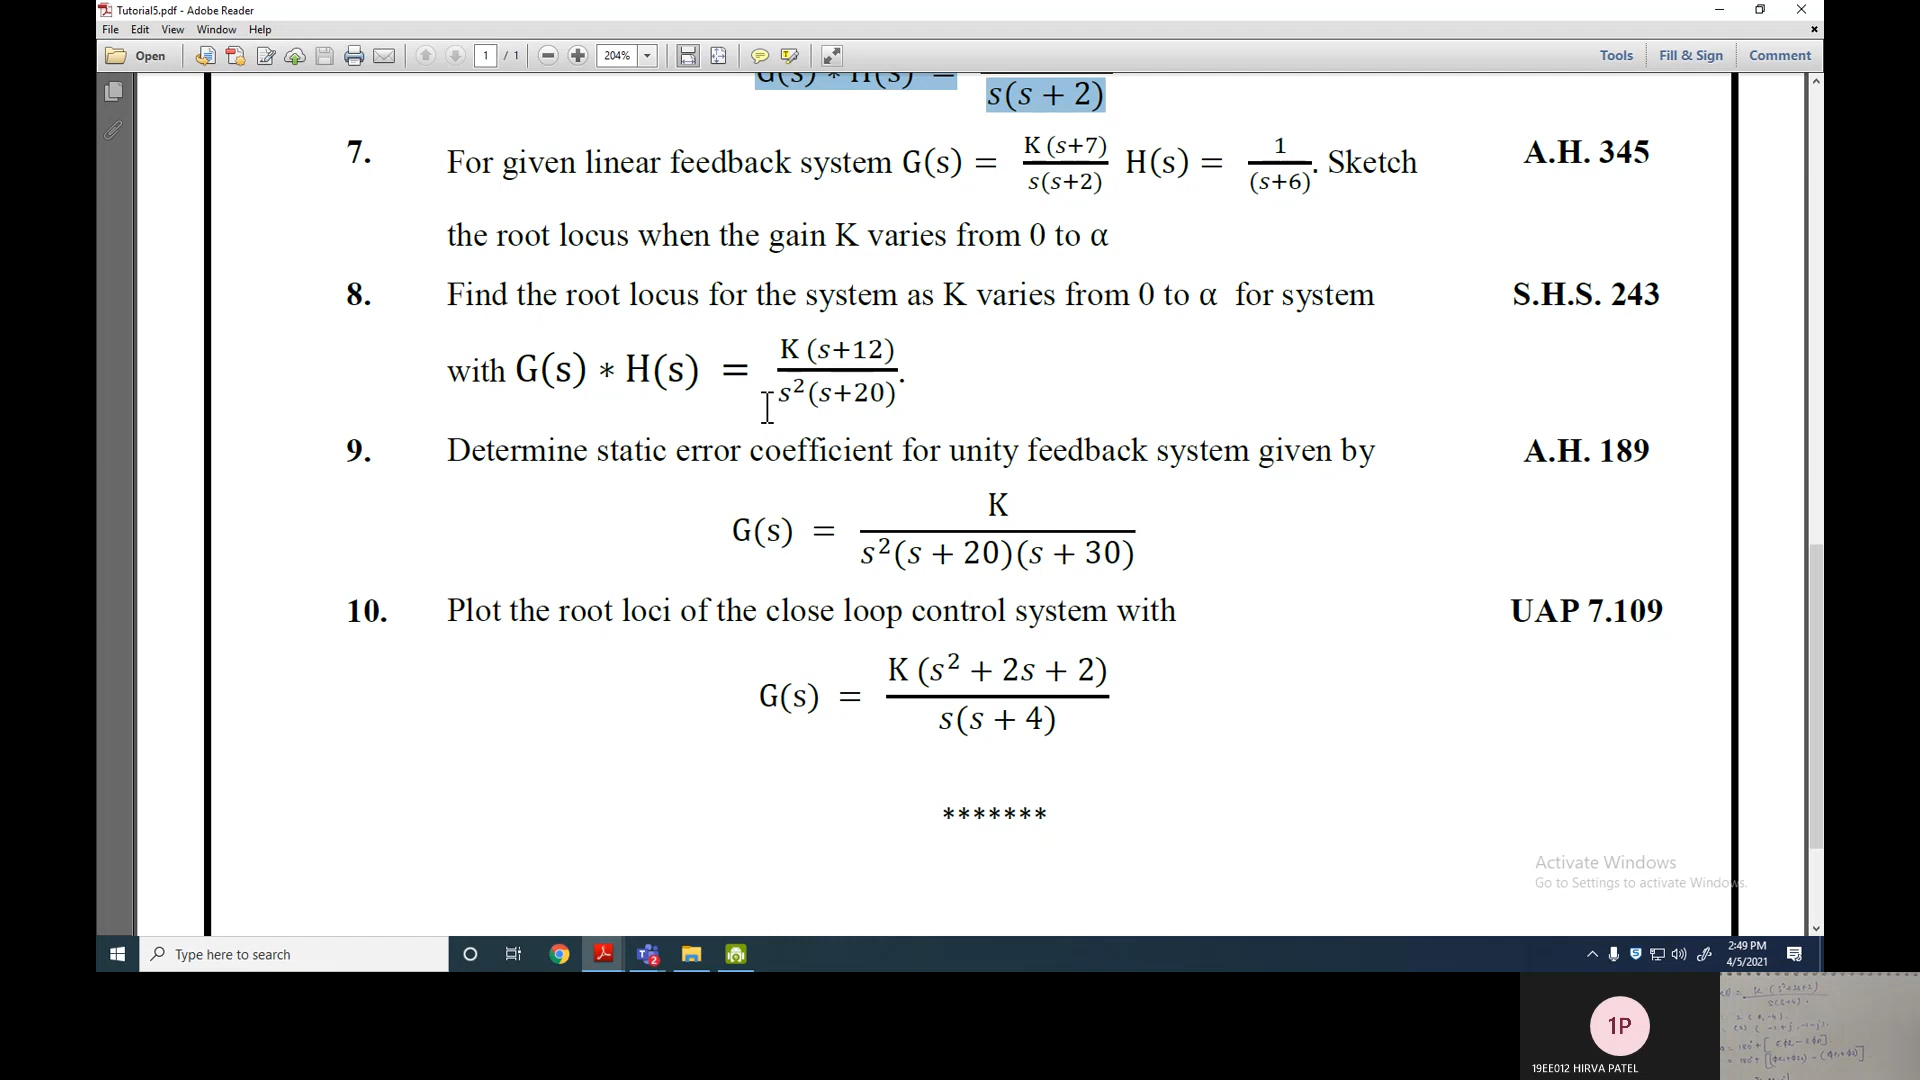 Tutorial5.pdf - Adobe Reader
File Edit View Window Help
Open 1 / 1 204% Tools Fill & Sign Comment
G(s) * H(s) =
s(s + 2)
7. For given linear feedback system G(s) = K (s+7) / s(s+2) H(s) = 1 / (s+6). Sketch A.H. 345
the root locus when the gain K varies from 0 to α
8. Find the root locus for the system as K varies from 0 to α for system S.H.S. 243
with G(s) * H(s) = K (s+12) / s²(s+20).
9. Determine static error coefficient for unity feedback system given by A.H. 189
G(s) = K / s²(s + 20)(s + 30)
10. Plot the root loci of the close loop control system with UAP 7.109
G(s) = K (s² + 2s + 2) / s(s + 4)
*******
Activate Windows
Go to Settings to activate Windows.
Type here to search
2
2:49 PM
4/5/2021
1P
19EE012 HIRVA PATEL